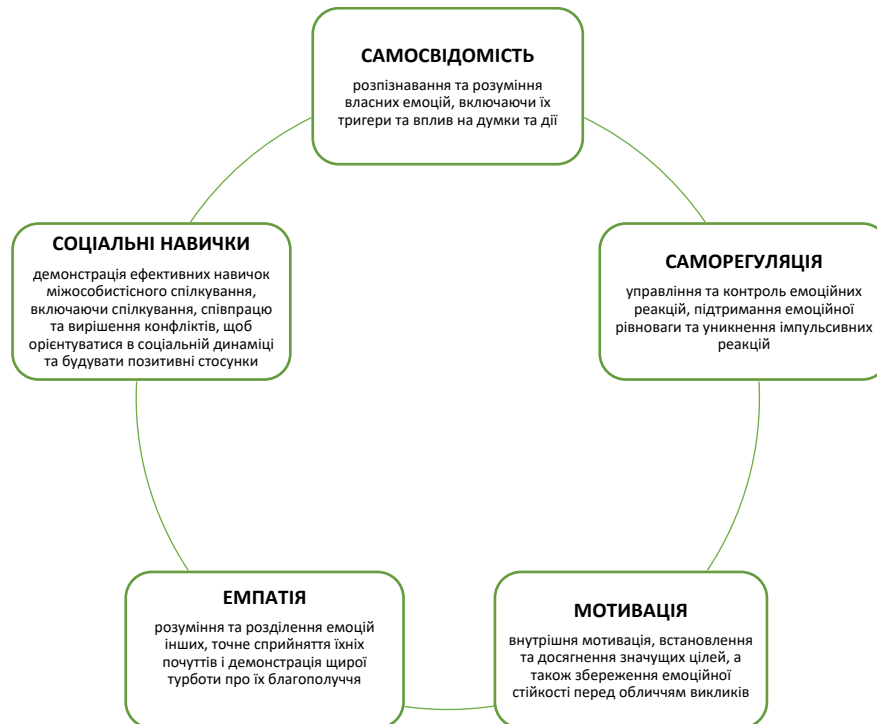 САМОСВІДОМІСТЬ
розпізнавання та розуміння
власних емоцій, включаючи їх
тригери та вплив на думки та дії
СОЦІАЛЬНІ НАВИЧКИ
демонстрація ефективних навичок
міжособистісного спілкування,
включаючи спілкування, співпрацю
та вирішення конфліктів, щоб
орієнтуватися в соціальній динаміці
та будувати позитивні стосунки
САМОРЕГУЛЯЦІЯ
управління та контроль емоційних
реакцій, підтримання емоційної
рівноваги та уникнення імпульсивних
реакцій
ЕМПАТІЯ
розуміння та розділення емоцій
інших, точне сприйняття їхніх
почуттів і демонстрація щирої
турботи про їх благополуччя
МОТИВАЦІЯ
внутрішня мотивація, встановлення
та досягнення значущих цілей, а
також збереження емоційної
стійкості перед обличчям викликів